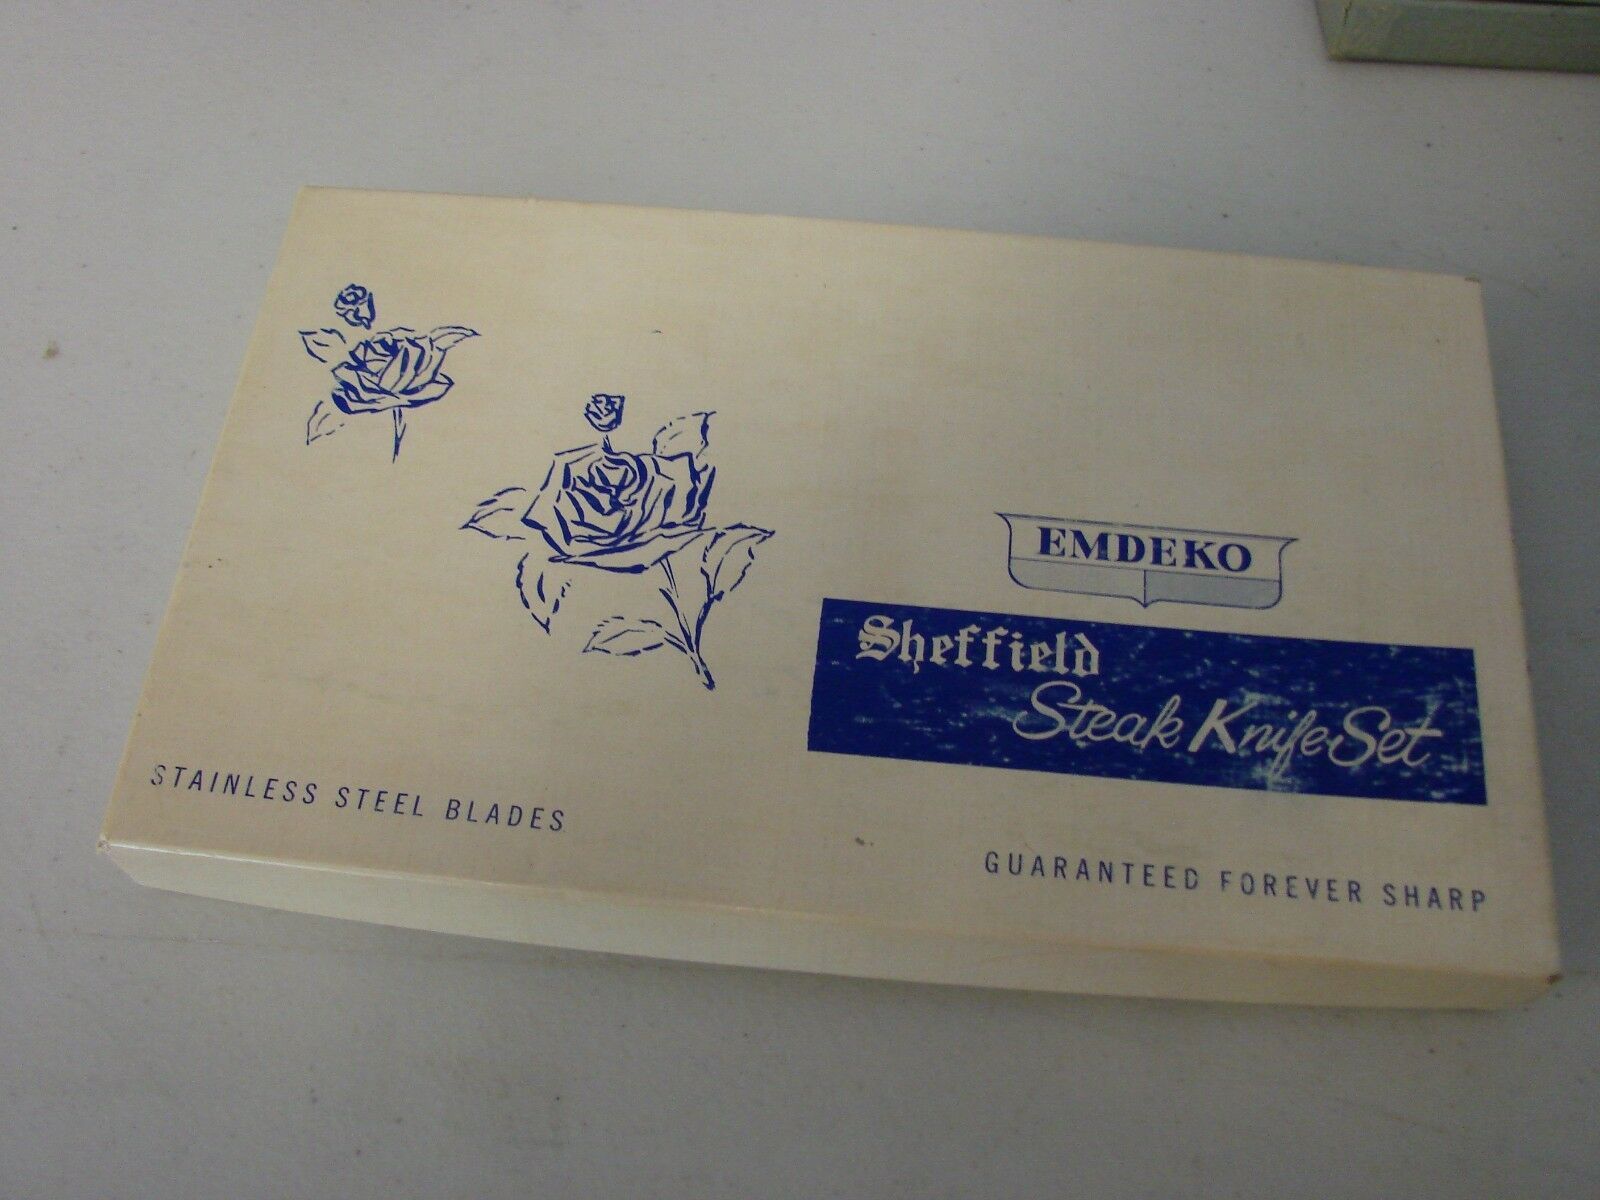 EMDEKO
Sheffield
Steak Knife Set
STAINLESS STEEL BLADES
GUARANTEED FOREVER SHARP